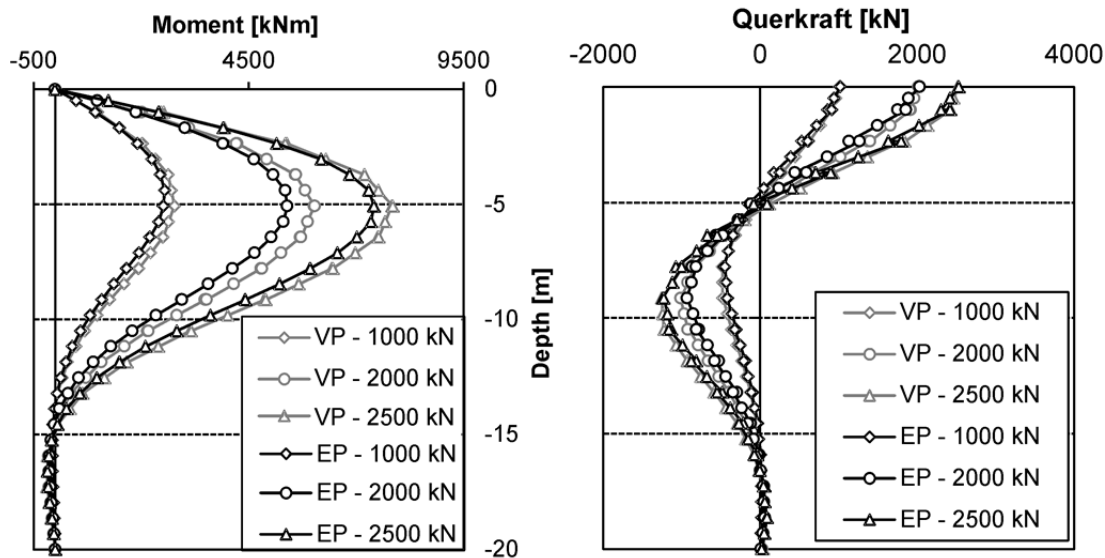 Moment [kNm]
-500 4500 9500
0
-5
-10
-15
-20
Depth [m]
VP - 1000 kN
VP - 2000 kN
VP - 2500 kN
EP - 1000 kN
EP - 2000 kN
EP - 2500 kN
Querkraft [kN]
-2000 0 2000 4000
VP - 1000 kN
VP - 2000 kN
VP - 2500 kN
EP - 1000 kN
EP - 2000 kN
EP - 2500 kN